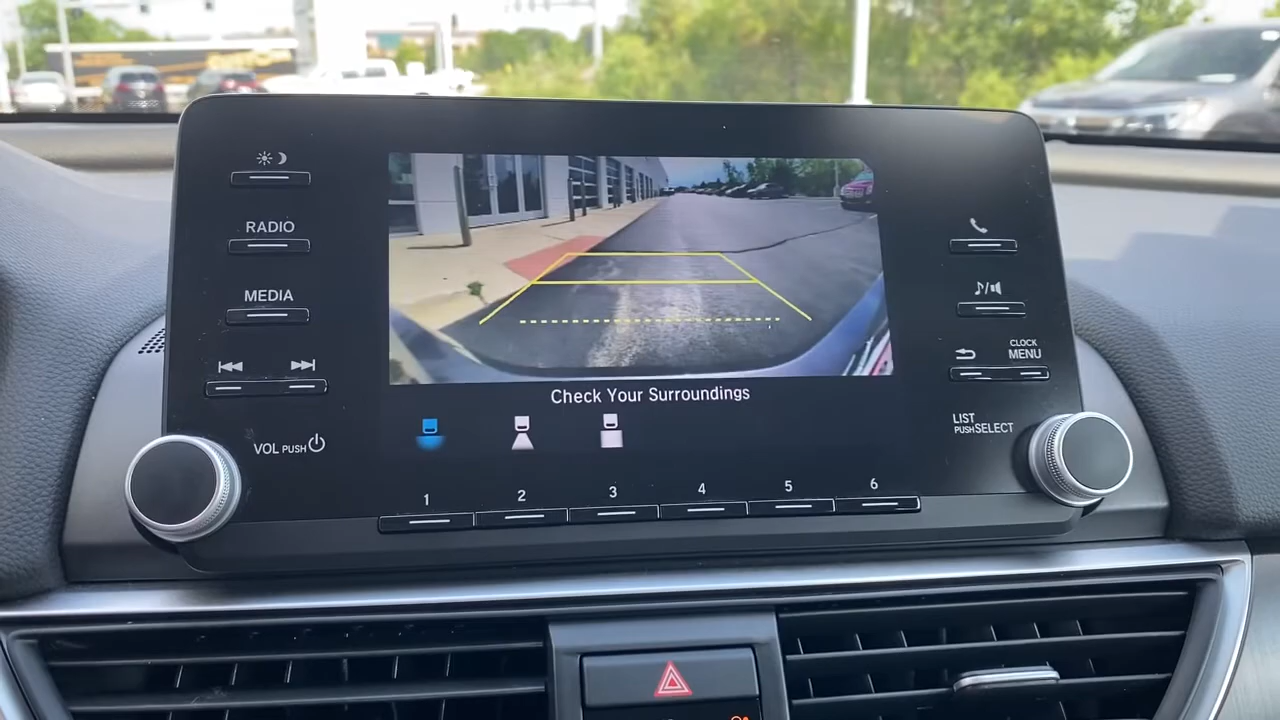 RADIO
MEDIA
VOL PUSH
Check Your Surroundings
1 2 3 4 5 6
CLOCK
MENU
LIST
PUSH SELECT